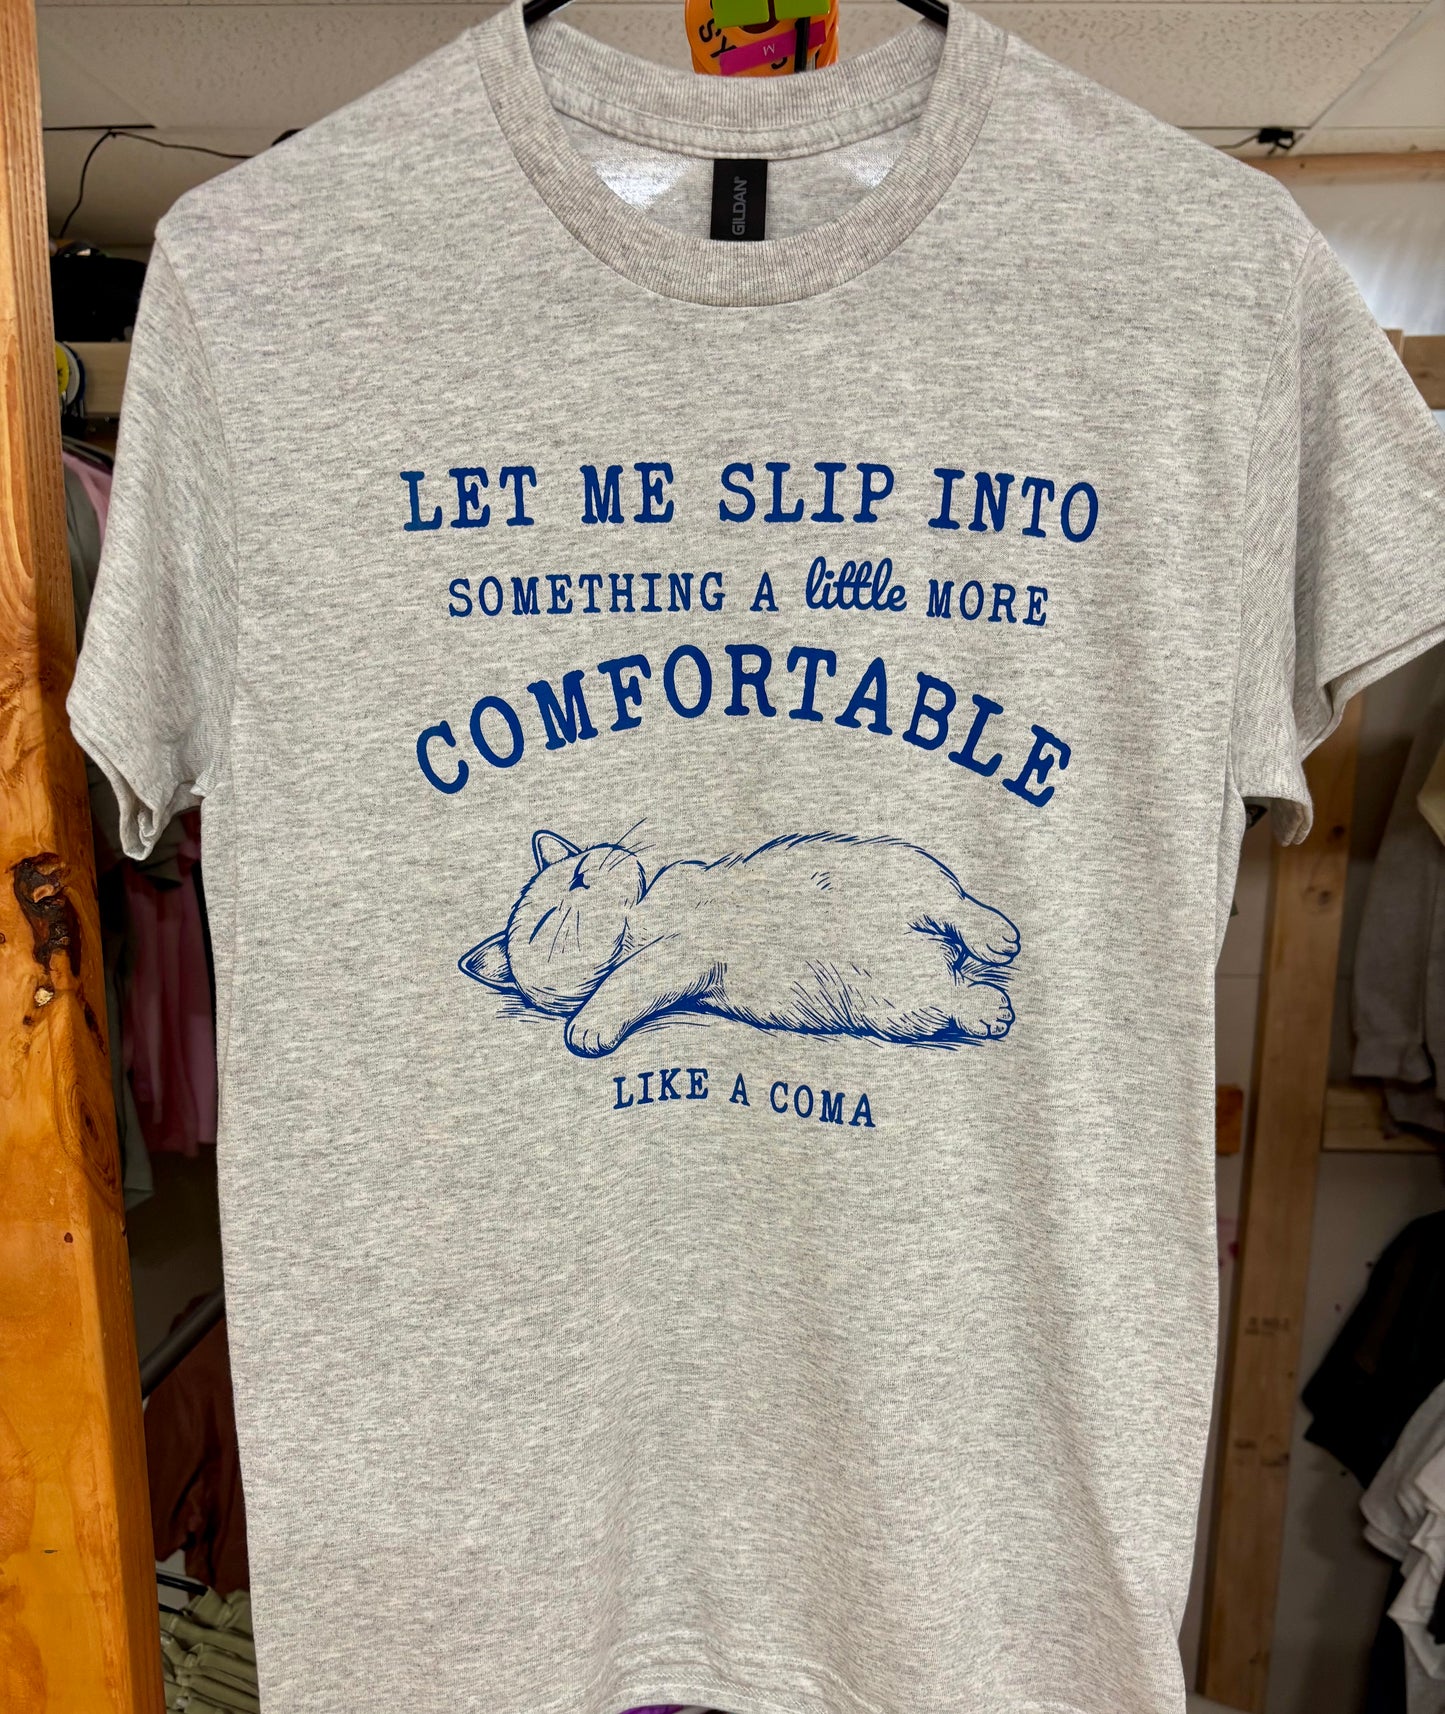 M
GILDAN
LET ME SLIP INTO
SOMETHING A little MORE
COMFORTABLE
LIKE A COMA